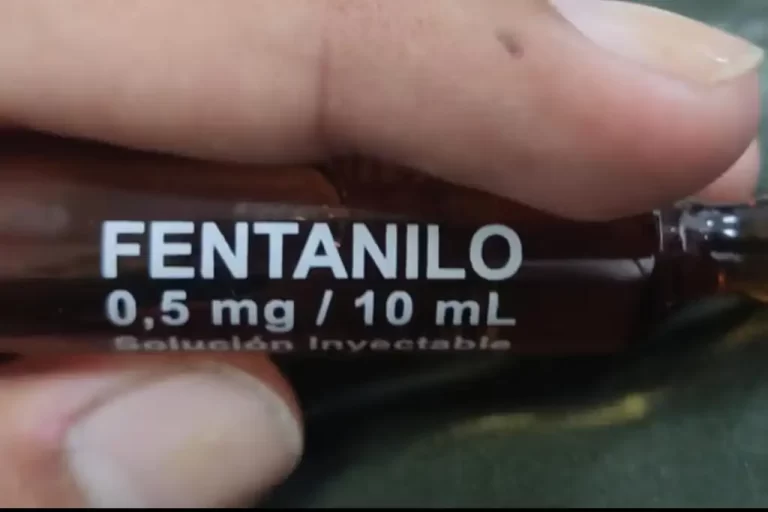 FENTANILO
0,5 mg / 10 mL
Solución Inyectable